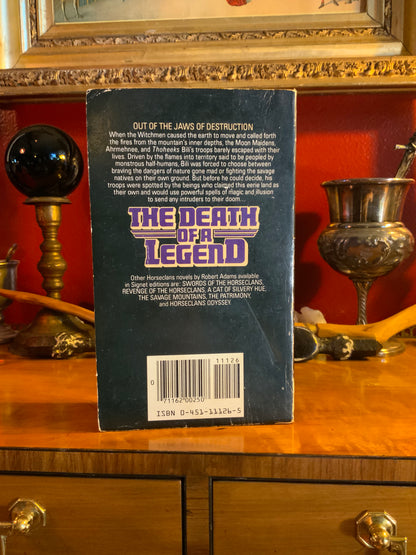 OUT OF THE JAWS OF DESTRUCTION
When the Witchmen caused the earth to move and called forth
the fires from the mountain's inner depths, the Moon Maidens,
Ahrmehnee, and Thoheeks Bili's troops barely escaped with their
lives. Driven by the flames into territory said to be peopled by
monstrous half-humans, Bili was forced to choose between
braving the dangers of nature gone mad or fighting the savage
natives on their own ground. But before he could decide, his
troops were spotted by the beings who claimed this eerie land as
their own and would use powerful spells of magic and illusion
to send any intruders to their doom...
THE DEATH
OF A
LEGEND
Other Horseclans novels by Robert Adams available
in Signet editions are: SWORDS OF THE HORSECLANS,
REVENGE OF THE HORSECLANS, A CAT OF SILVERY HUE,
THE SAVAGE MOUNTAINS, THE PATRIMONY,
and HORSECLANS ODYSSEY.
11126
0
71162 00250
ISBN 0-451-11126-5